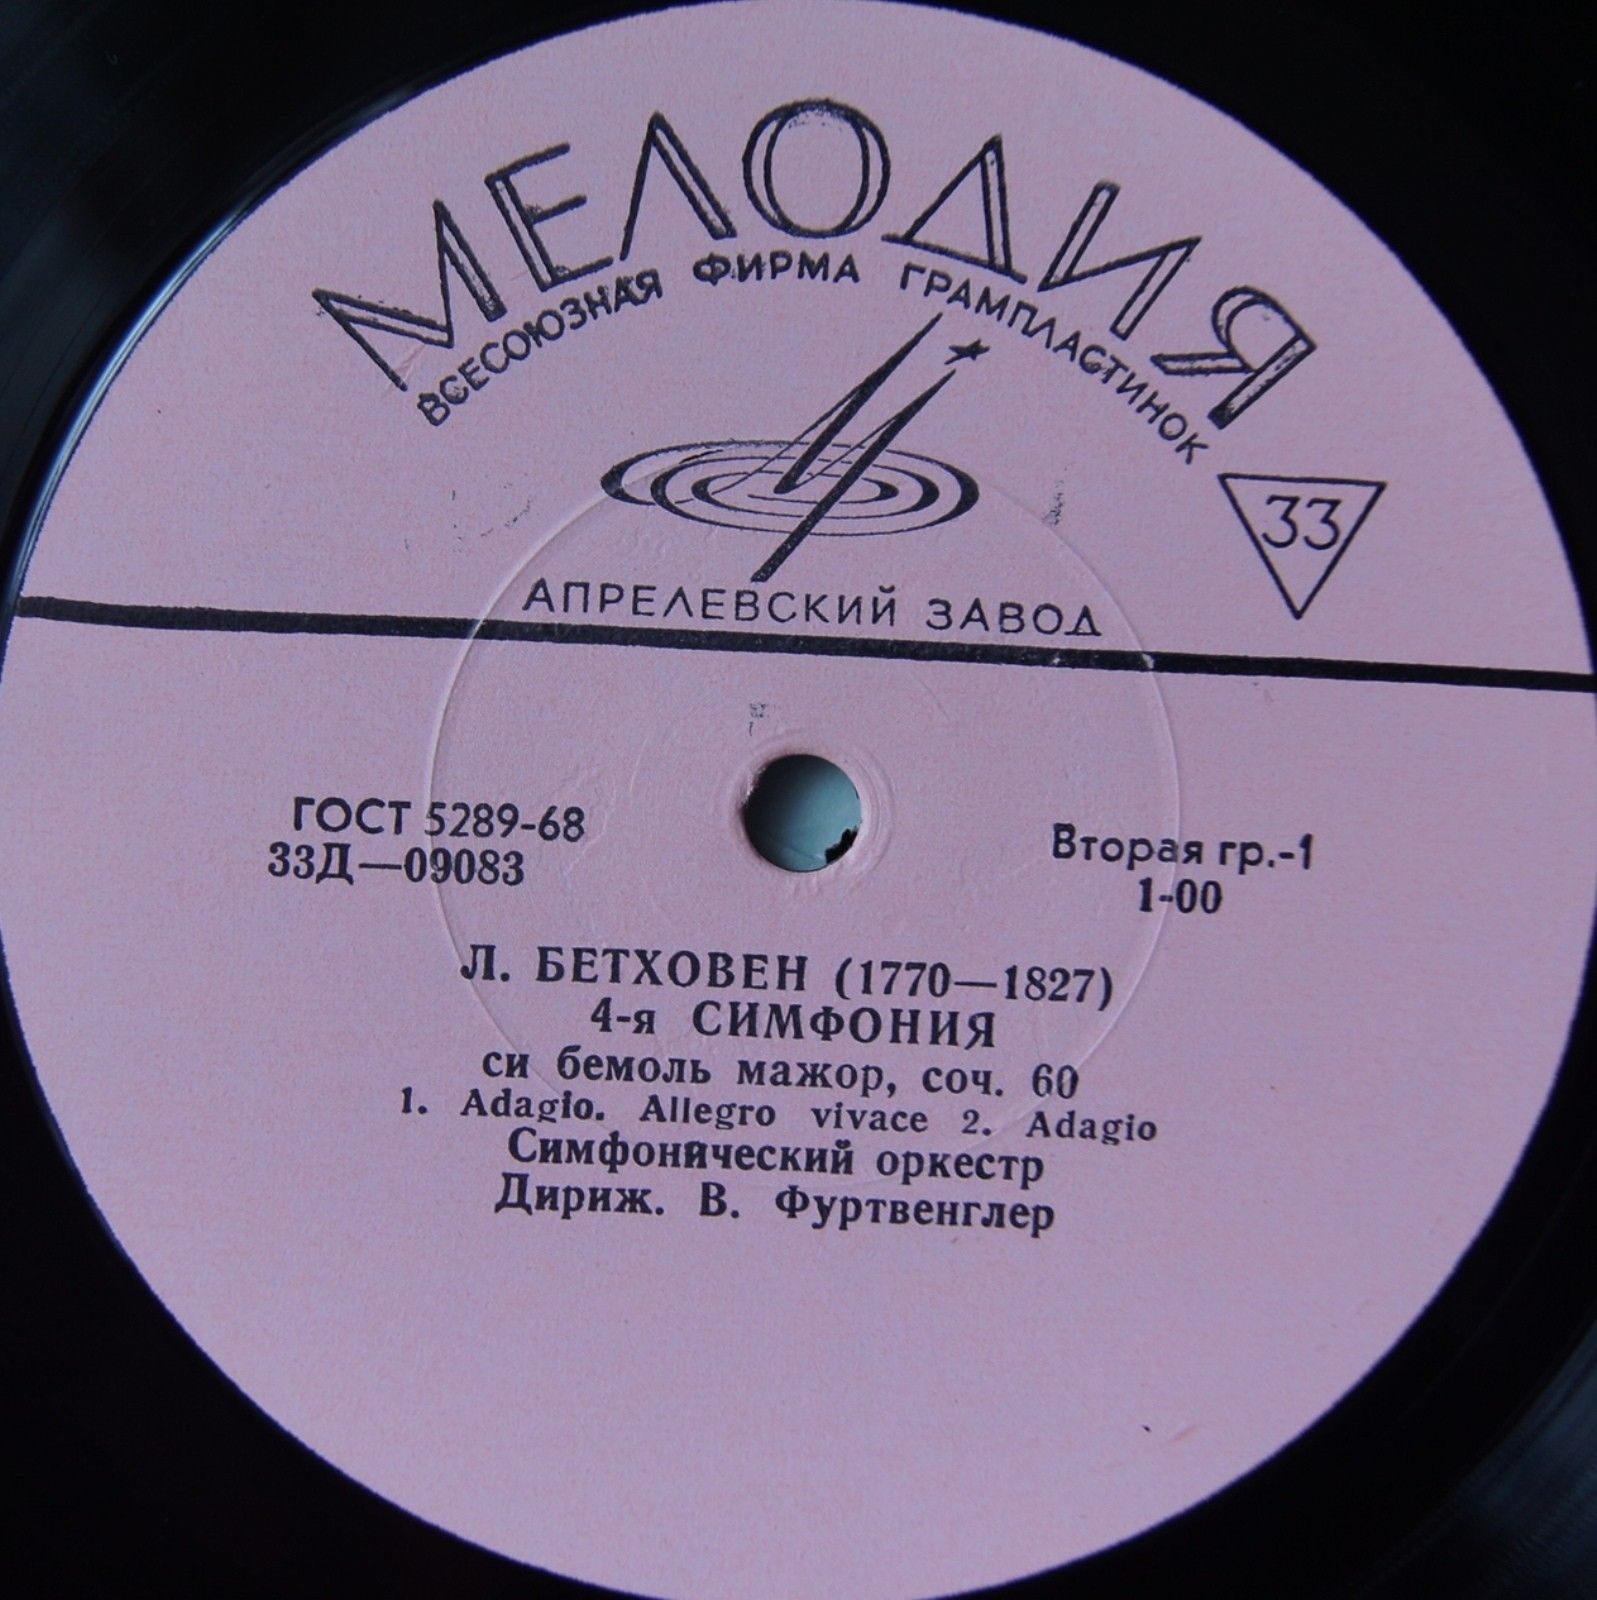 МЕЛОДИЯ
ВСЕСОЮЗНАЯ ФИРМА ГРАМПЛАСТИНОК
33
АПРЕЛЕВСКИЙ ЗАВОД
ГОСТ 5289-68
33Д—09083
Вторая гр.-1
1-00
Л. БЕТХОВЕН (1770—1827)
4-я СИМФОНИЯ
си бемоль мажор, соч. 60
1. Adagio. Allegro vivace 2. Adagio
Симфонический оркестр
Дириж. В. Фуртвенглер